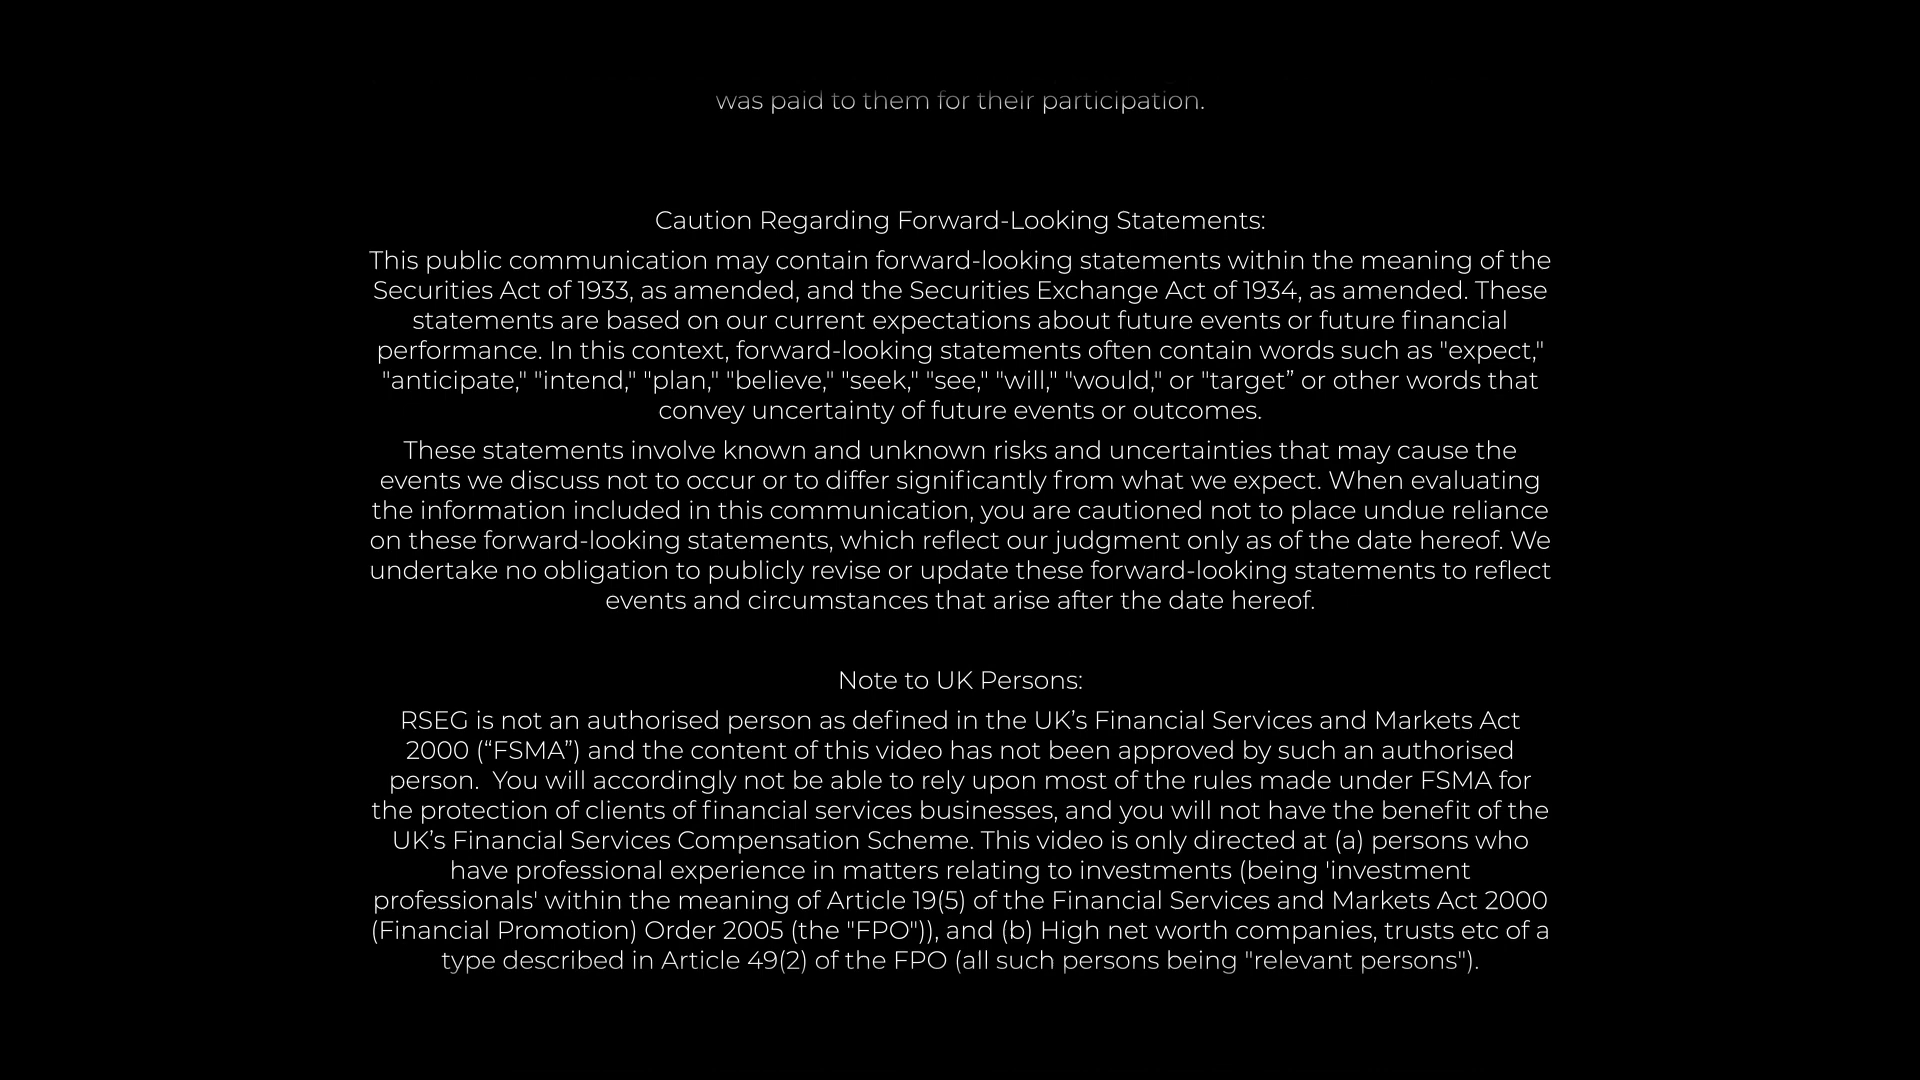 was paid to them for their participation.
Caution Regarding Forward-Looking Statements:
This public communication may contain forward-looking statements within the meaning of the
Securities Act of 1933, as amended, and the Securities Exchange Act of 1934, as amended. These
statements are based on our current expectations about future events or future financial
performance. In this context, forward-looking statements often contain words such as "expect,"
"anticipate," "intend," "plan," "believe," "seek," "see," "will," "would," or "target” or other words that
convey uncertainty of future events or outcomes.
These statements involve known and unknown risks and uncertainties that may cause the
events we discuss not to occur or to differ significantly from what we expect. When evaluating
the information included in this communication, you are cautioned not to place undue reliance
on these forward-looking statements, which reflect our judgment only as of the date hereof. We
undertake no obligation to publicly revise or update these forward-looking statements to reflect
events and circumstances that arise after the date hereof.
Note to UK Persons:
RSEG is not an authorised person as defined in the UK’s Financial Services and Markets Act
2000 (“FSMA”) and the content of this video has not been approved by such an authorised
person.  You will accordingly not be able to rely upon most of the rules made under FSMA for
the protection of clients of financial services businesses, and you will not have the benefit of the
UK’s Financial Services Compensation Scheme. This video is only directed at (a) persons who
have professional experience in matters relating to investments (being 'investment
professionals' within the meaning of Article 19(5) of the Financial Services and Markets Act 2000
(Financial Promotion) Order 2005 (the "FPO")), and (b) High net worth companies, trusts etc of a
type described in Article 49(2) of the FPO (all such persons being "relevant persons").